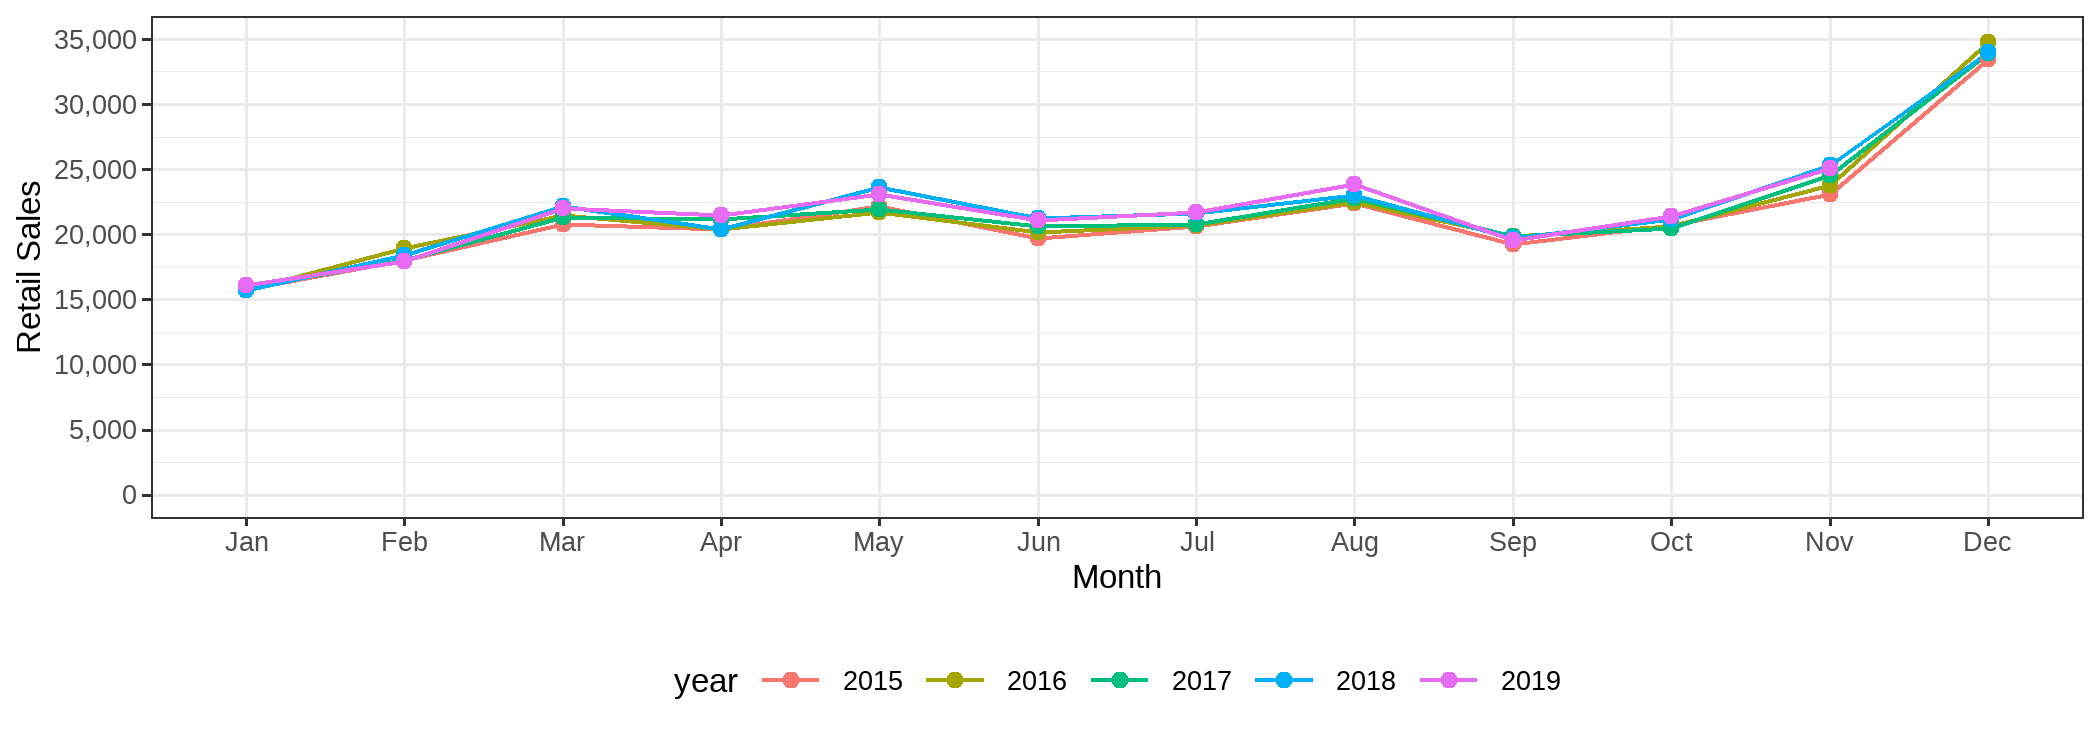 35,000
30,000
25,000
20,000
15,000
10,000
5,000
0
Retail Sales
Jan Feb Mar Apr May Jun Jul Aug Sep Oct Nov Dec
Month
year 2015 2016 2017 2018 2019